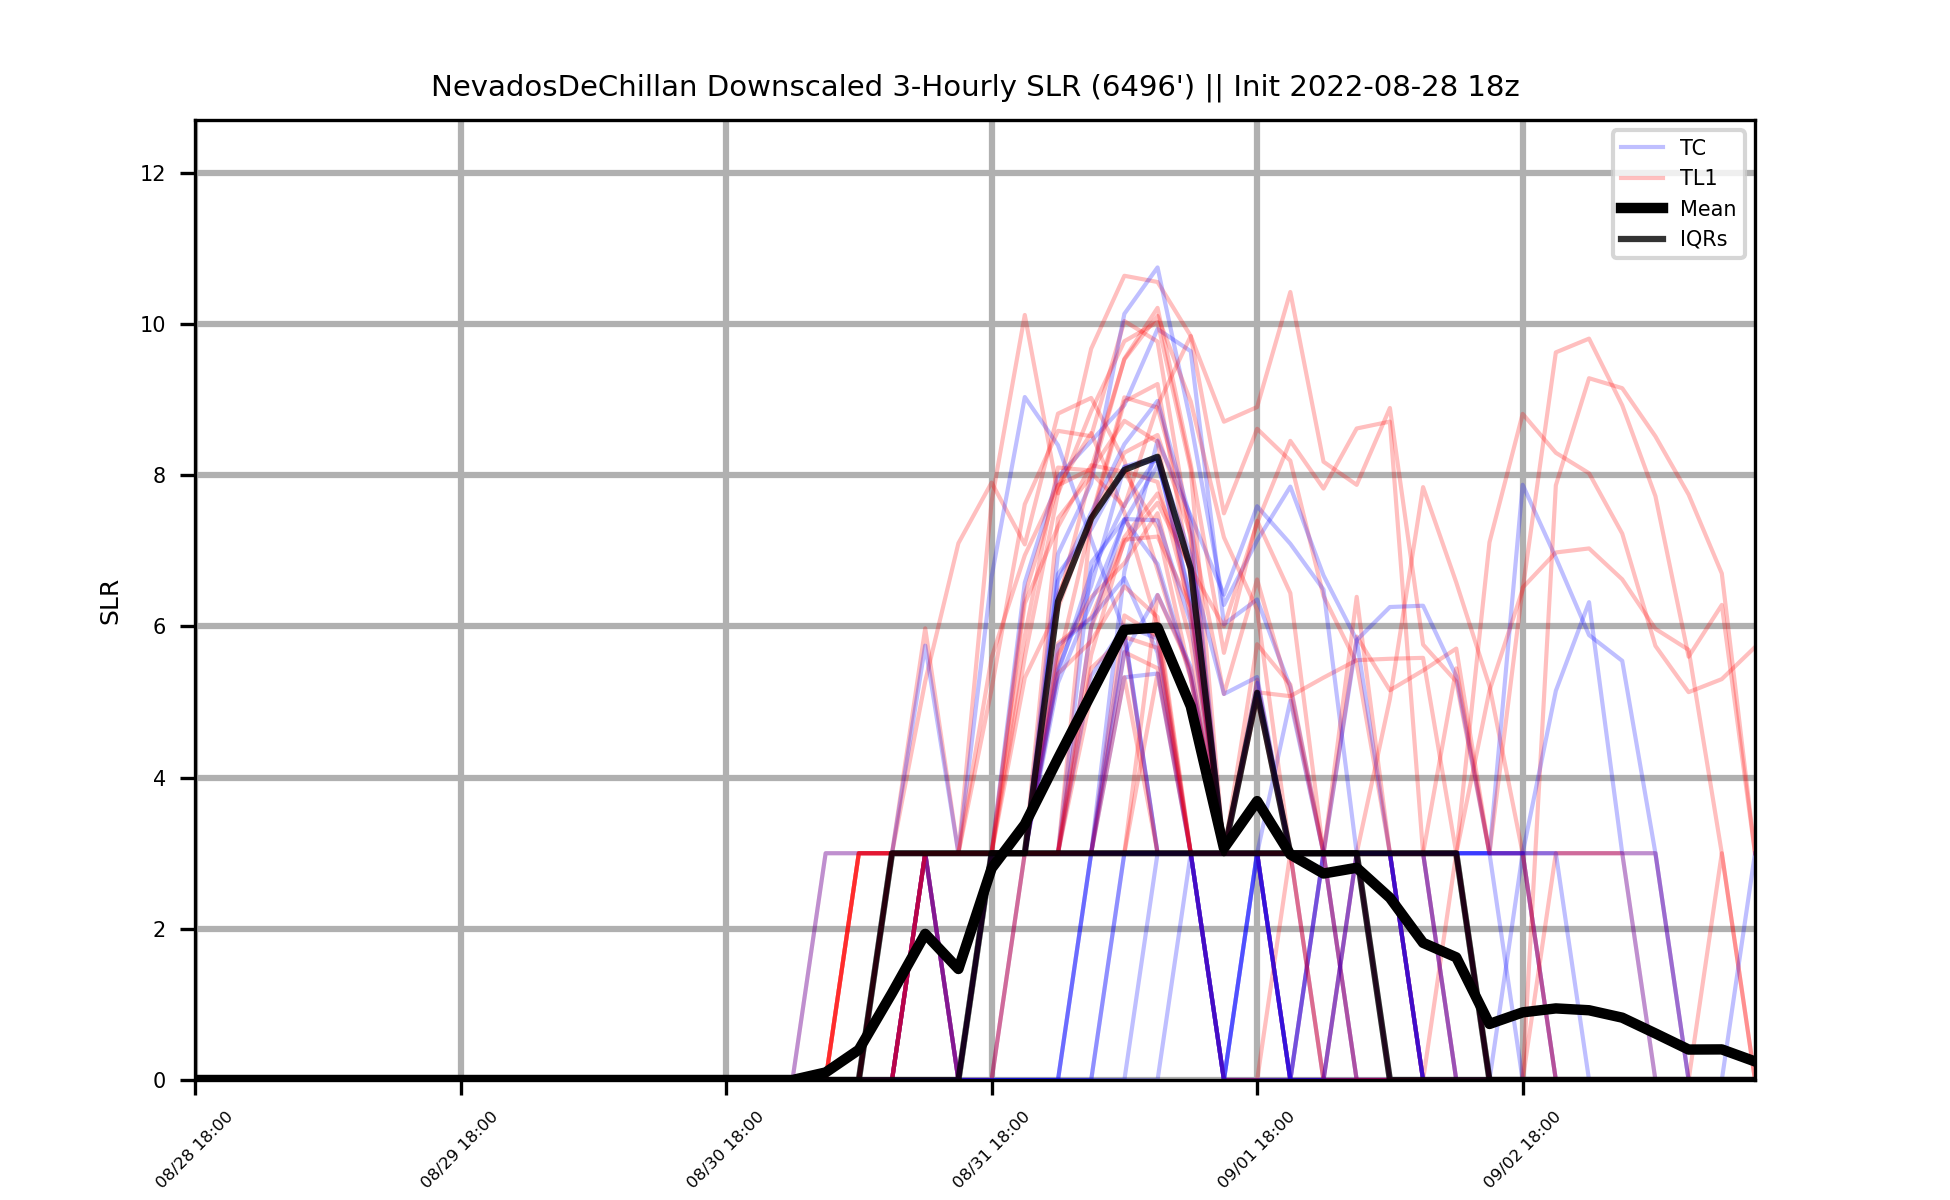 NevadosDeChillan Downscaled 3-Hourly SLR (6496') || Init 2022-08-28 18z
TC
TL1
Mean
IQRs
SLR
12
10
8
6
4
2
0
08/28 18:00
08/29 18:00
08/30 18:00
08/31 18:00
09/01 18:00
09/02 18:00